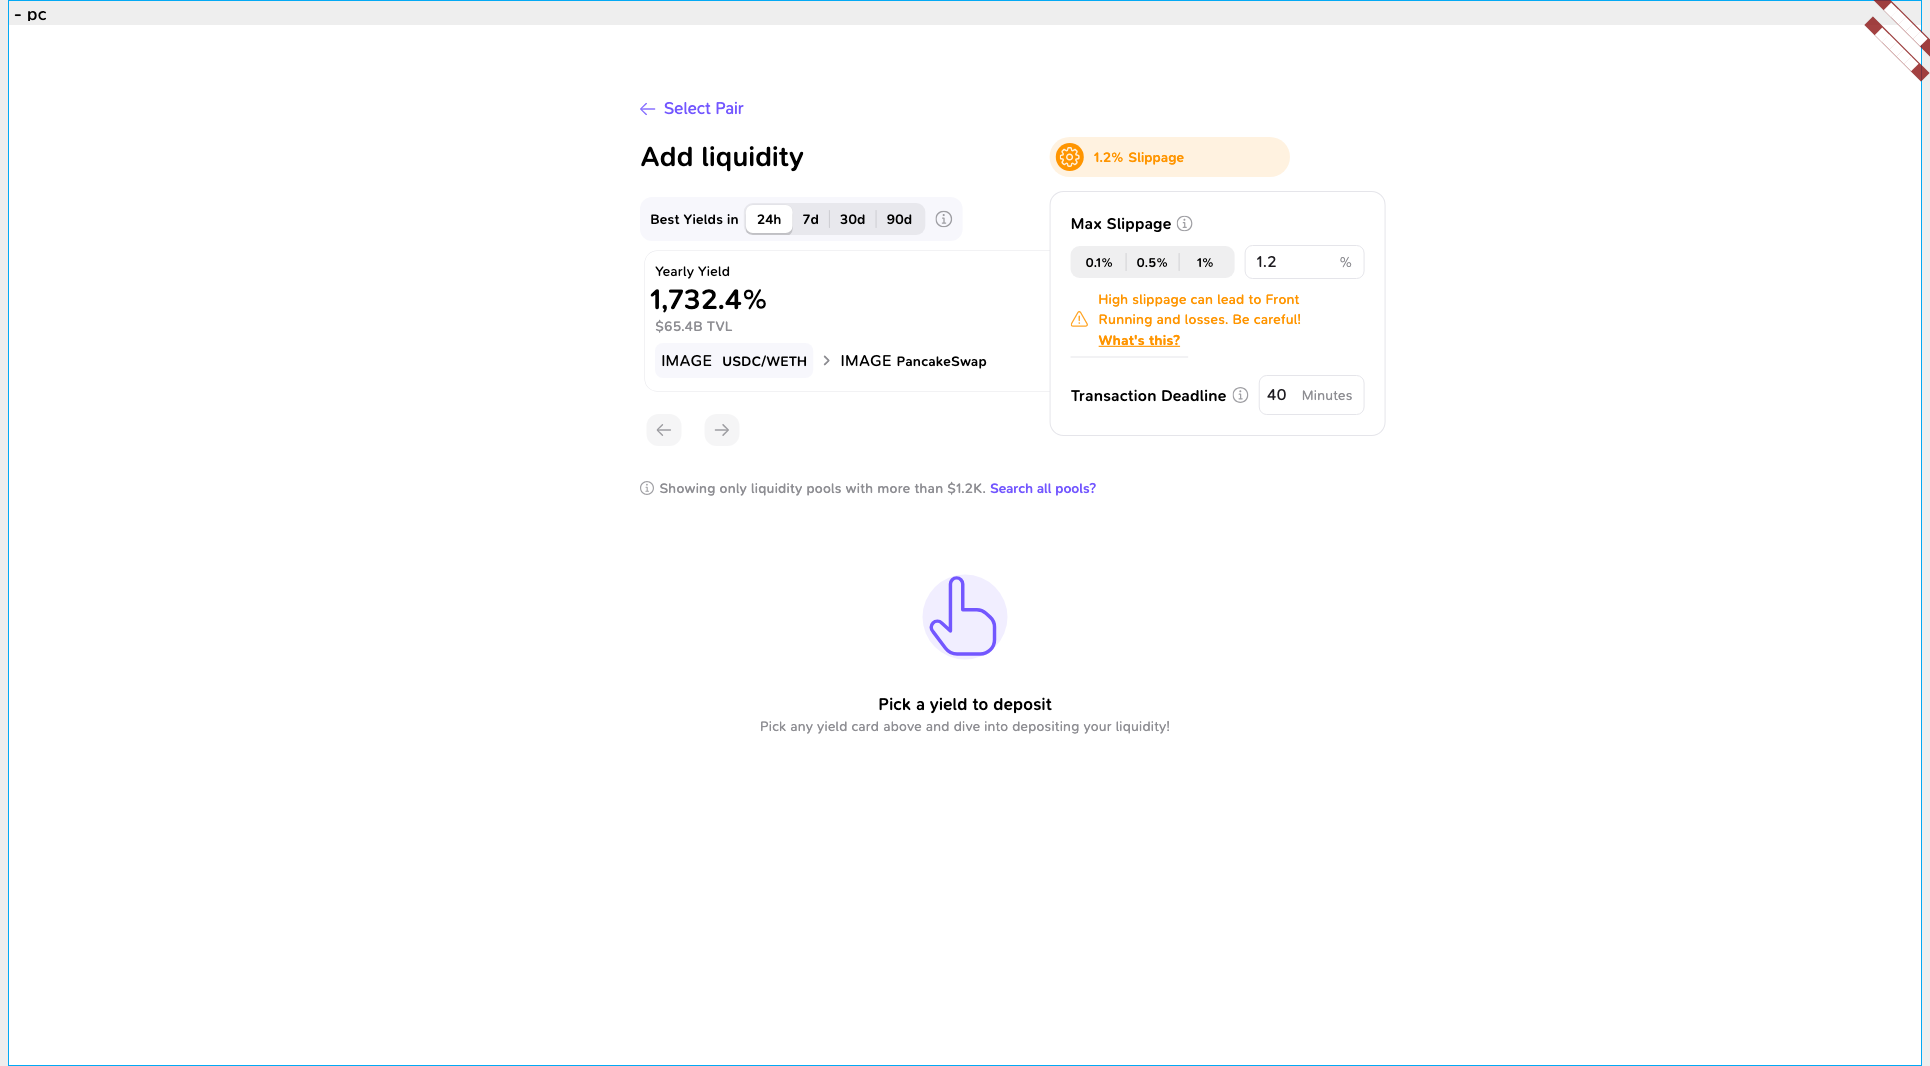 - pc
Select Pair
Add liquidity
1.2% Slippage
Best Yields in 24h 7d 30d 90d
Yearly Yield
1,732.4%
$65.4B TVL
IMAGE USDC/WETH > IMAGE PancakeSwap
Max Slippage
0.1% 0.5% 1% 1.2 %
High slippage can lead to Front
Running and losses. Be careful!
What's this?
Transaction Deadline 40 Minutes
Showing only liquidity pools with more than $1.2K. Search all pools?
Pick a yield to deposit
Pick any yield card above and dive into depositing your liquidity!